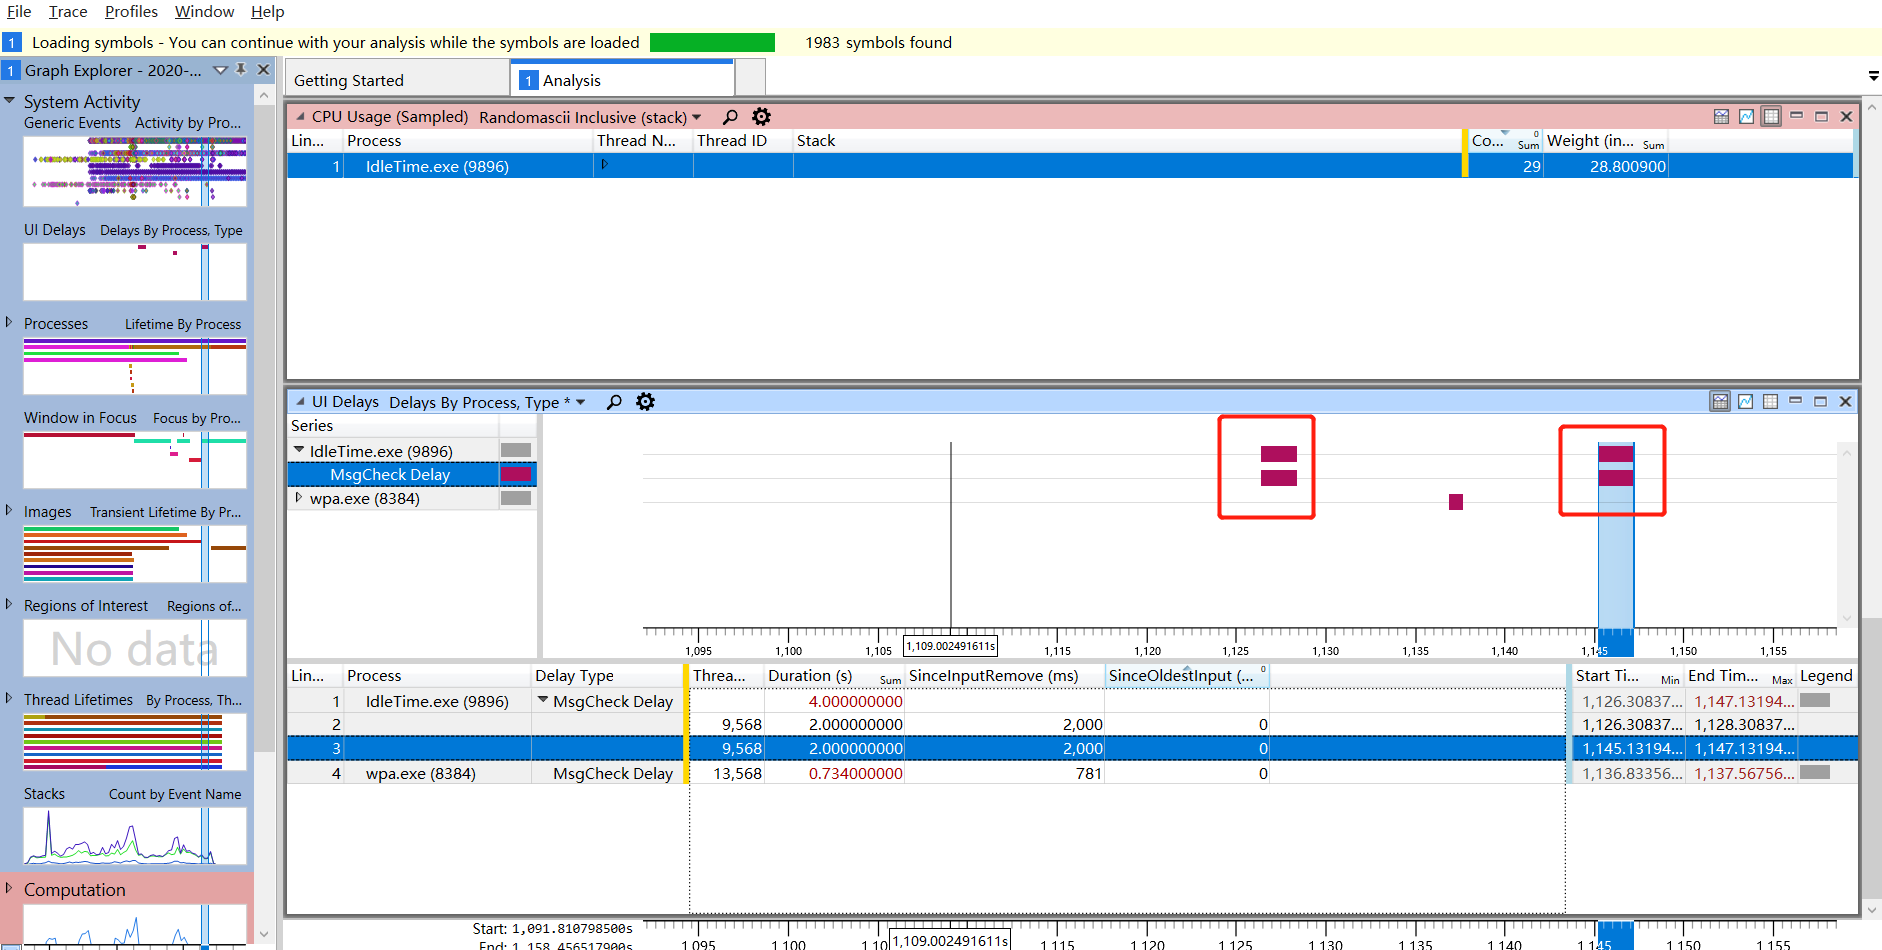 File Trace Profiles Window Help
1 Loading symbols - You can continue with your analysis while the symbols are loaded 1983 symbols found
1 Graph Explorer - 2020-...
Getting Started
1 Analysis
System Activity
Generic Events Activity by Pro...
UI Delays Delays By Process, Type
Processes Lifetime By Process
Window in Focus Focus by Pro...
Images Transient Lifetime By Pr...
Regions of Interest Regions of...
No data
Thread Lifetimes By Process, Th...
Stacks Count by Event Name
Computation
CPU Usage (Sampled) Randomascii Inclusive (stack)
Lin... Process Thread N... Thread ID Stack Co... 0 Sum Weight (in... Sum
1 IdleTime.exe (9896) 29 28.800900
UI Delays Delays By Process, Type *
Series
IdleTime.exe (9896)
MsgCheck Delay
wpa.exe (8384)
1,095 1,100 1,105 1,109.002491611s 1,115 1,120 1,125 1,130 1,135 1,140 1,145 1,150 1,155
Lin... Process Delay Type Threa... Duration (s) Sum SinceInputRemove (ms) SinceOldestInput (... 0 Start Ti... Min End Tim... Max Legend
1 IdleTime.exe (9896) MsgCheck Delay 4.000000000 1,126.30837... 1,147.13194...
2 9,568 2.000000000 2,000 0 1,126.30837... 1,128.30837...
3 9,568 2.000000000 2,000 0 1,145.13194... 1,147.13194...
4 wpa.exe (8384) MsgCheck Delay 13,568 0.734000000 781 0 1,136.83356... 1,137.56756...
Start: 1,091.810798500s
End: 1,158.456517900s
1,095 1,100 1,109.002491611s 1,115 1,120 1,125 1,130 1,135 1,140 1,145 1,150 1,155